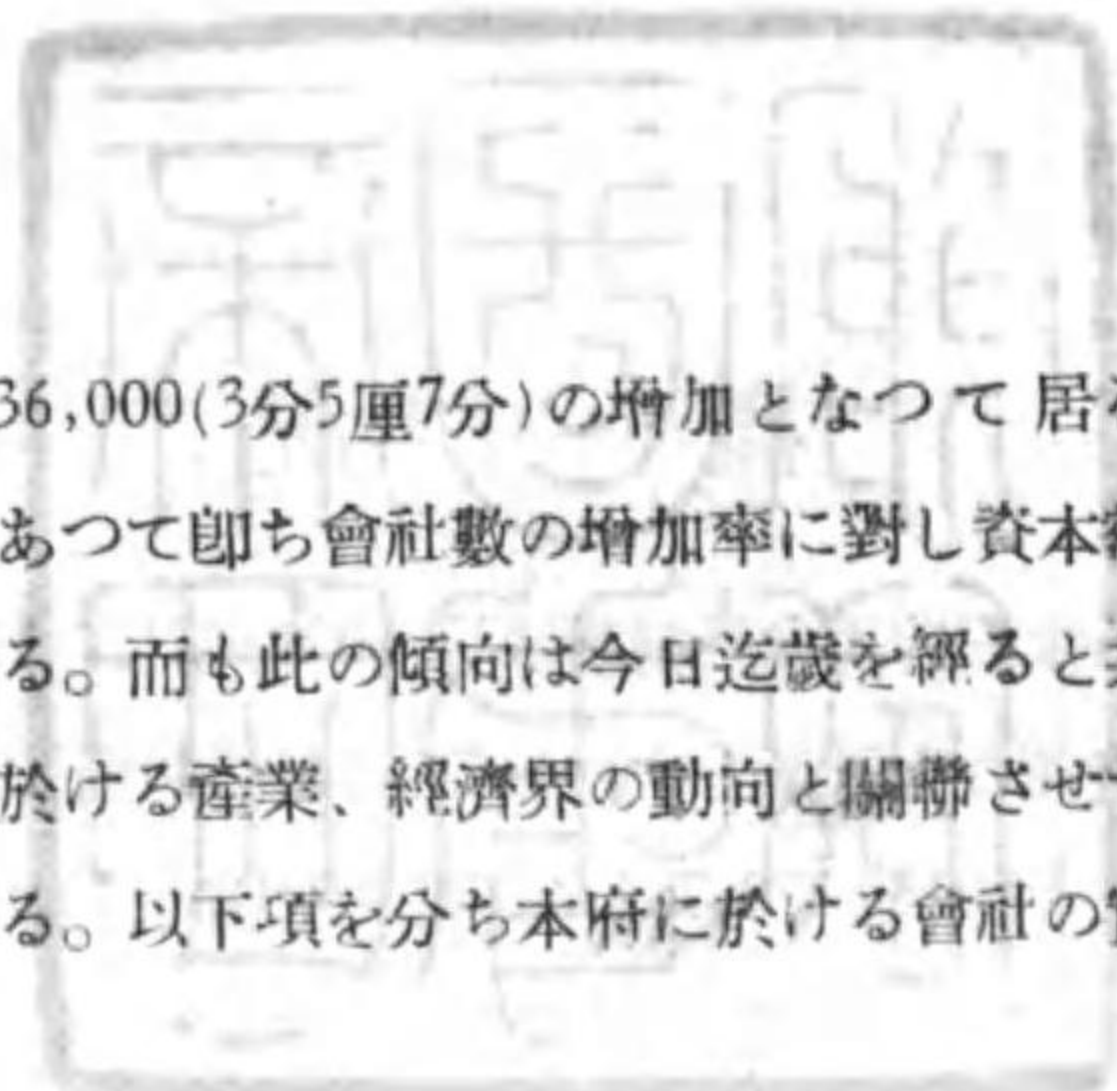 36,000(3分5厘7分)の增加となつて居
あつて卽ち會社數の增加率に對し資本
る。而も此の傾向は今日迄歲を經ると
於ける產業、經濟界の動向と關聯させ
る。以下項を分ち本府に於ける會社の